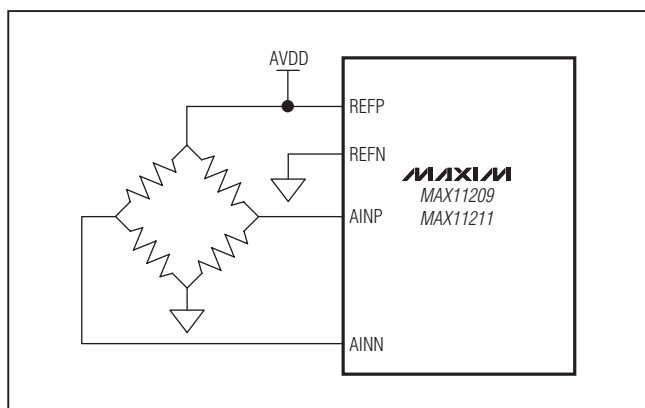 AVDD
REFP
REFN
MAXIM
MAX11209
MAX11211
AINP
AINN